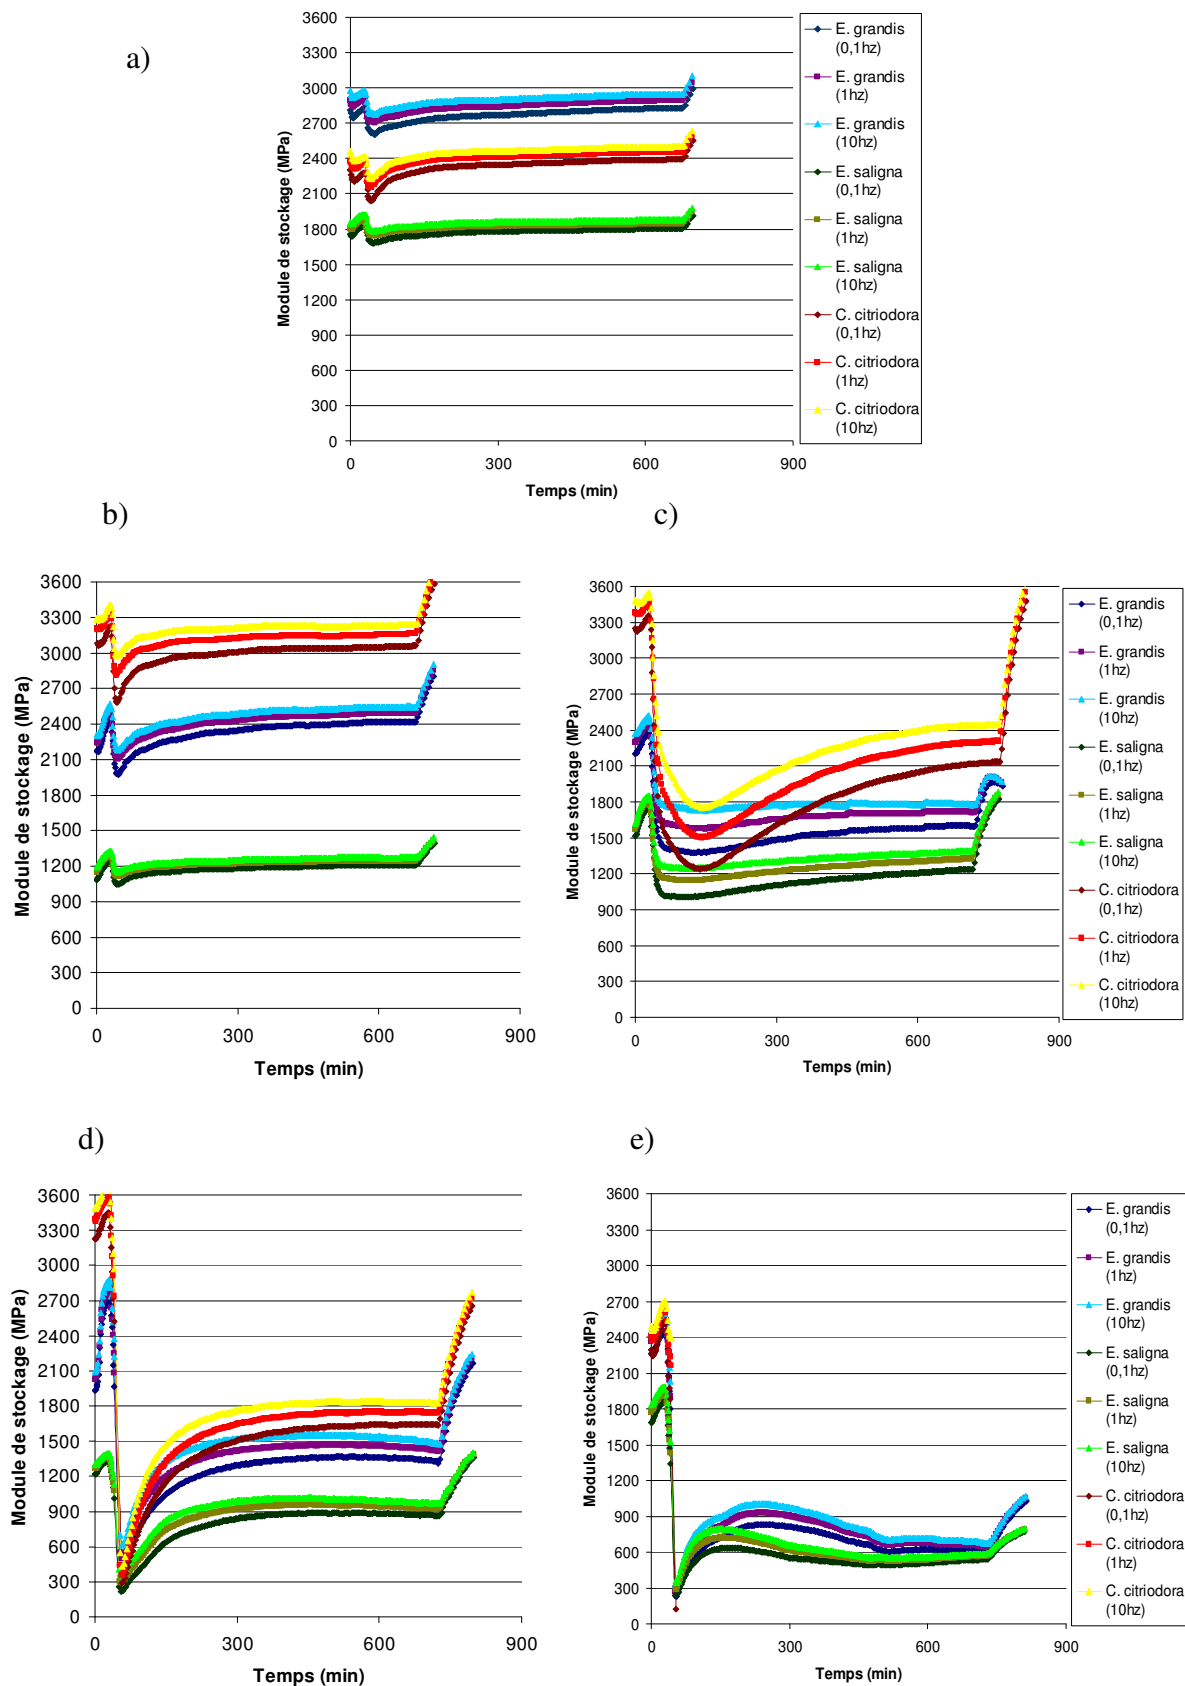 a)
3600
3300
3000
2700
2400
2100
1800
1500
1200
900
600
300
0
Module de stockage (MPa)
0 300 600 900
Temps (min)
E. grandis
(0,1hz)
E. grandis
(1hz)
E. grandis
(10hz)
E. saligna
(0,1hz)
E. saligna
(1hz)
E. saligna
(10hz)
C. citriodora
(0,1hz)
C. citriodora
(1hz)
C. citriodora
(10hz)
b)
3600
3300
3000
2700
2400
2100
1800
1500
1200
900
600
300
0
Module de stockage (MPa)
0 300 600 900
Temps (min)
c)
3600
3300
3000
2700
2400
2100
1800
1500
1200
900
600
300
0
Module de stockage (MPa)
0 300 600 900
Temps (min)
E. grandis
(0,1hz)
E. grandis
(1hz)
E. grandis
(10hz)
E. saligna
(0,1hz)
E. saligna
(1hz)
E. saligna
(10hz)
C. citriodora
(0,1hz)
C. citriodora
(1hz)
C. citriodora
(10hz)
d)
3600
3300
3000
2700
2400
2100
1800
1500
1200
900
600
300
0
Module de stockage (MPa)
0 300 600 900
Temps (min)
e)
3600
3300
3000
2700
2400
2100
1800
1500
1200
900
600
300
0
Module de stockage (MPa)
0 300 600 900
Temps (min)
E. grandis
(0,1hz)
E. grandis
(1hz)
E. grandis
(10hz)
E. saligna
(0,1hz)
E. saligna
(1hz)
E. saligna
(10hz)
C. citriodora
(0,1hz)
C. citriodora
(1hz)
C. citriodora
(10hz)